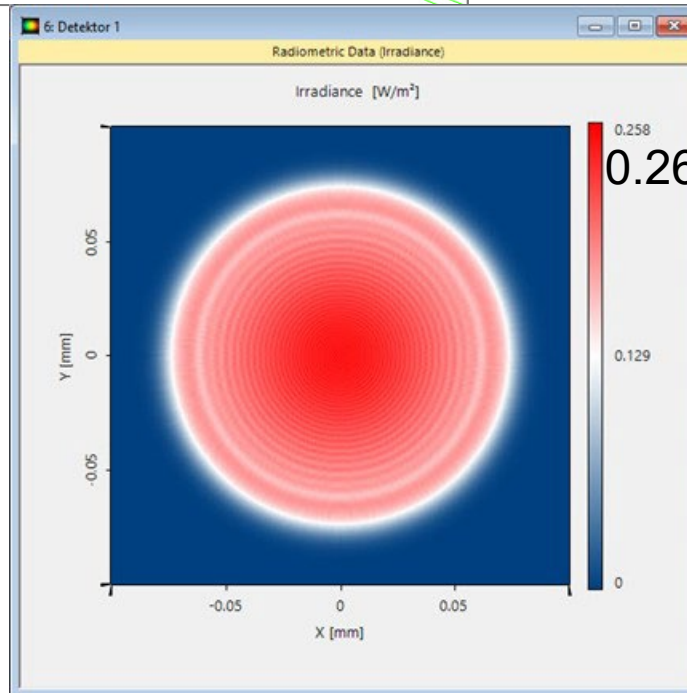 6: Detektor 1
Radiometric Data (Irradiance)
Irradiance [W/m²]
0.258
0.26
0.05
0.129
0
-0.05
Y [mm]
0
-0.05
0
0.05
X [mm]